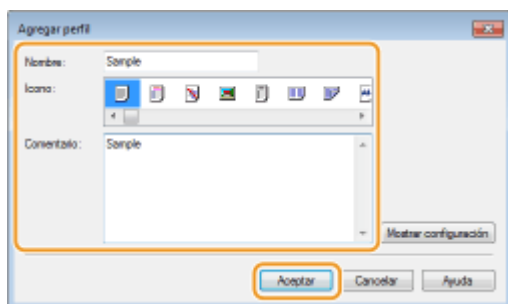 Agregar perfil
Nombre: Sample
Icono:
Comentario: Sample
Mostrar configuración
Aceptar Cancelar Ayuda